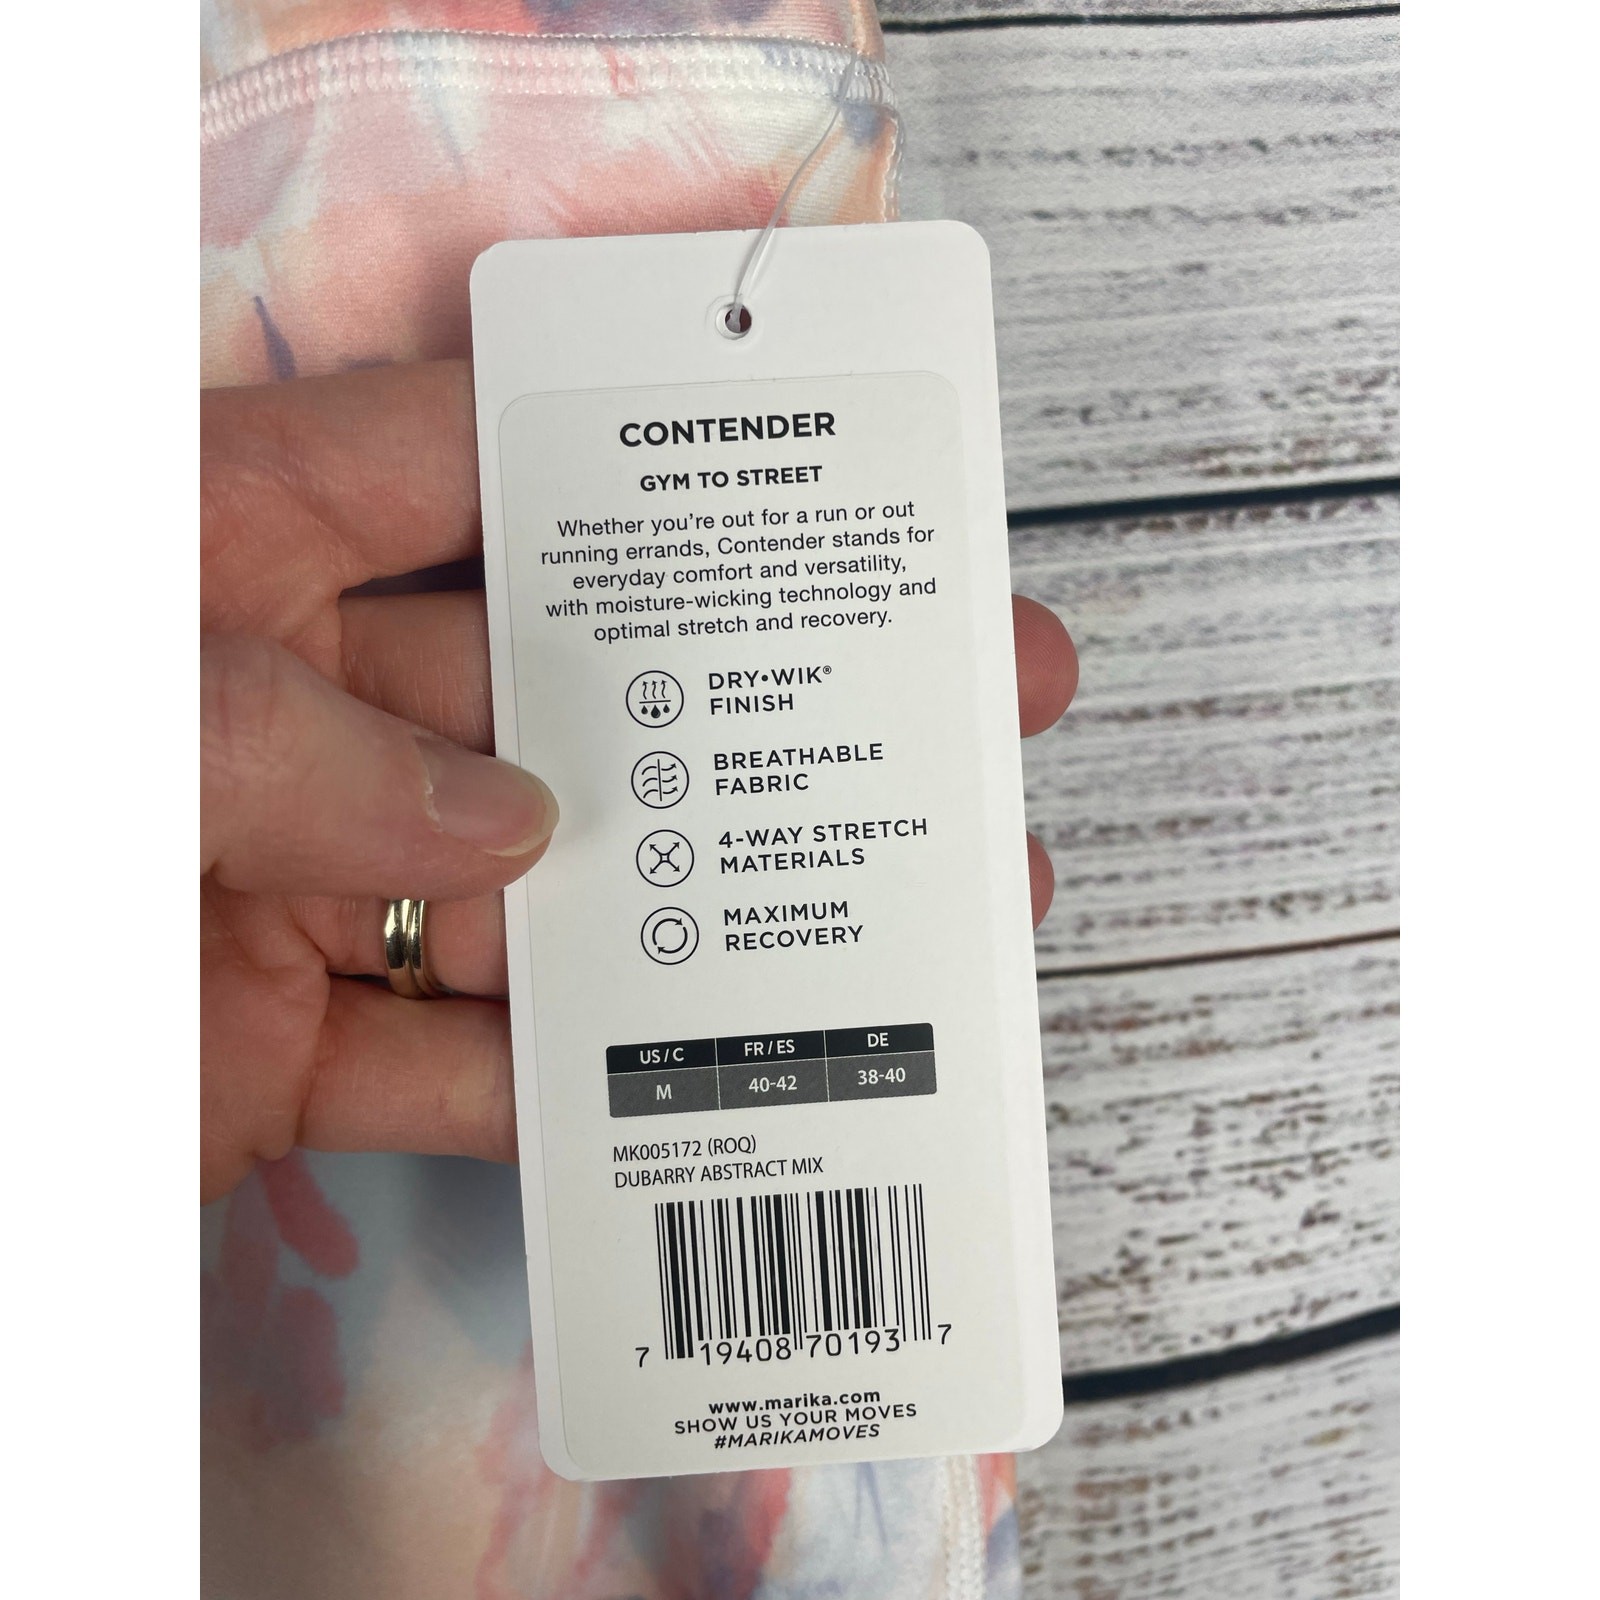 CONTENDER
GYM TO STREET
Whether you're out for a run or out
running errands, Contender stands for
everyday comfort and versatility,
with moisture-wicking technology and
optimal stretch and recovery.
DRY•WIK®
FINISH
BREATHABLE
FABRIC
4-WAY STRETCH
MATERIALS
MAXIMUM
RECOVERY
US / C FR / ES DE
M 40-42 38-40
MK005172 (ROQ)
DUBARRY ABSTRACT MIX
7 19408 70193 7
www.marika.com
SHOW US YOUR MOVES
#MARIKAMOVES